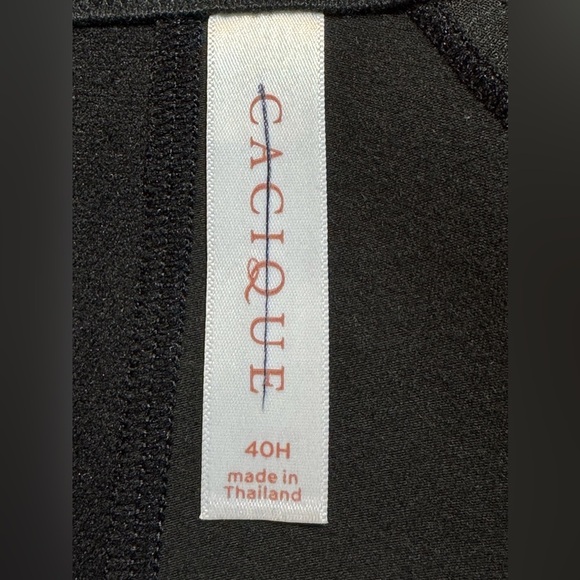 CACIQUE
40H
made in
Thailand